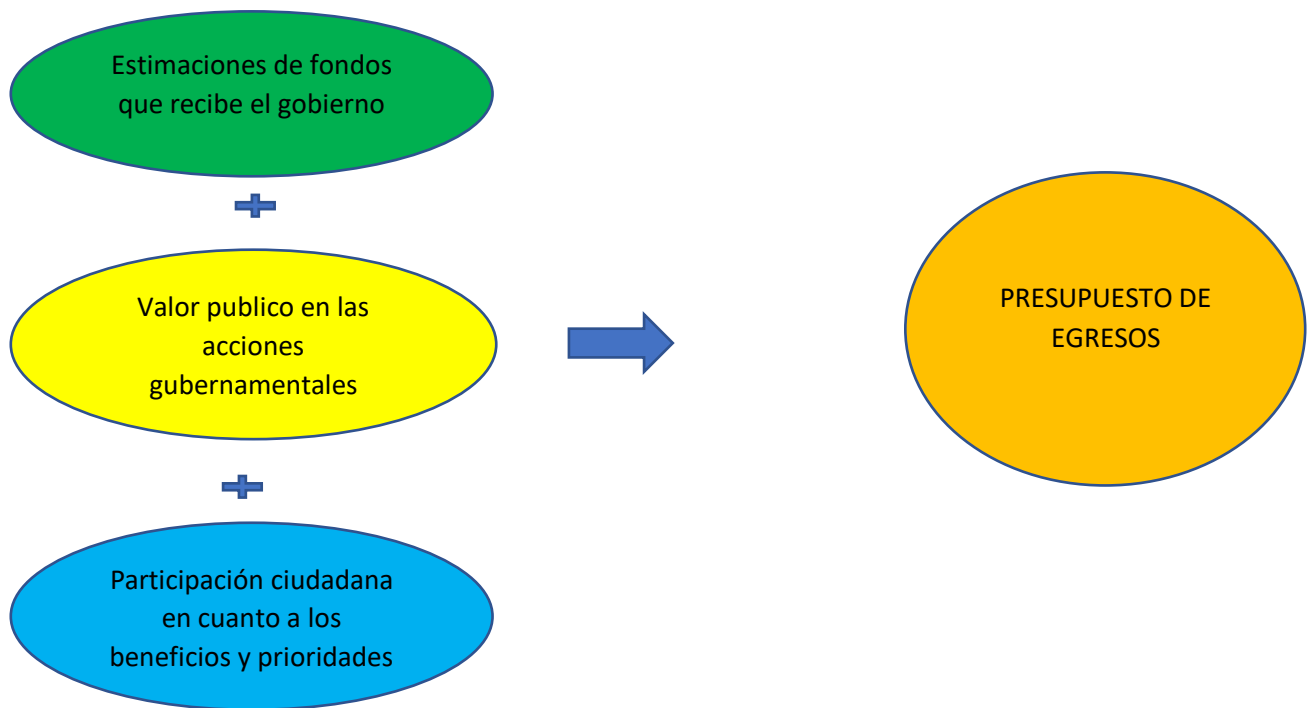 Estimaciones de fondos
que recibe el gobierno
Valor publico en las
acciones
gubernamentales
PRESUPUESTO DE
EGRESOS
Participación ciudadana
en cuanto a los
beneficios y prioridades